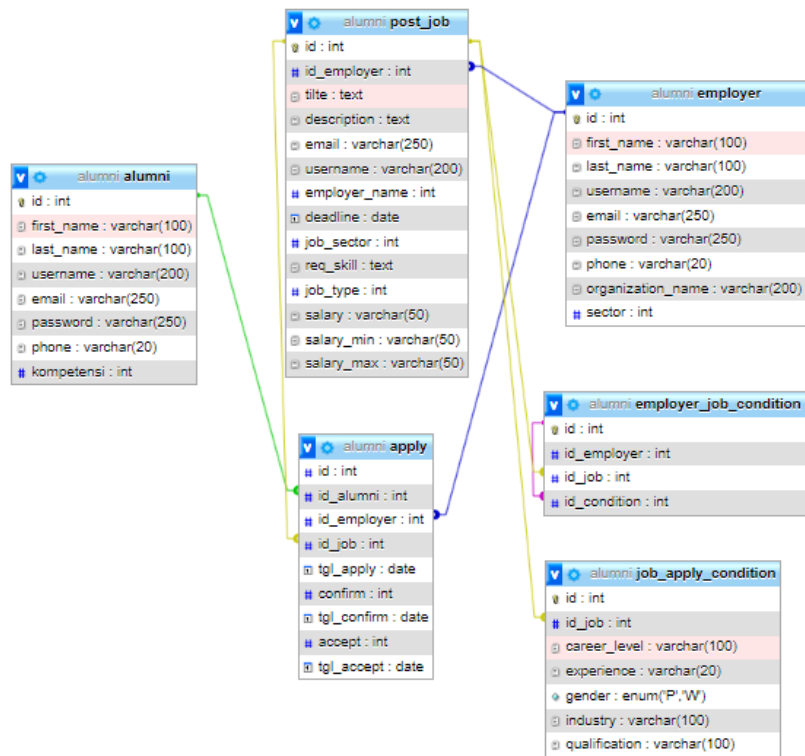 alumni post_job
id : int
id_employer : int
tilte : text
description : text
email : varchar(250)
username : varchar(200)
employer_name : int
deadline : date
job_sector : int
req_skill : text
job_type : int
salary : varchar(50)
salary_min : varchar(50)
salary_max : varchar(50)
alumni employer
id : int
first_name : varchar(100)
last_name : varchar(100)
username : varchar(200)
email : varchar(250)
password : varchar(250)
phone : varchar(20)
organization_name : varchar(200)
sector : int
alumni alumni
id : int
first_name : varchar(100)
last_name : varchar(100)
username : varchar(200)
email : varchar(250)
password : varchar(250)
phone : varchar(20)
kompetensi : int
alumni employer_job_condition
id : int
id_employer : int
id_job : int
id_condition : int
alumni apply
id : int
id_alumni : int
id_employer : int
id_job : int
tgl_apply : date
confirm : int
tgl_confirm : date
accept : int
tgl_accept : date
alumni job_apply_condition
id : int
id_job : int
career_level : varchar(100)
experience : varchar(20)
gender : enum('P','W')
industry : varchar(100)
qualification : varchar(100)